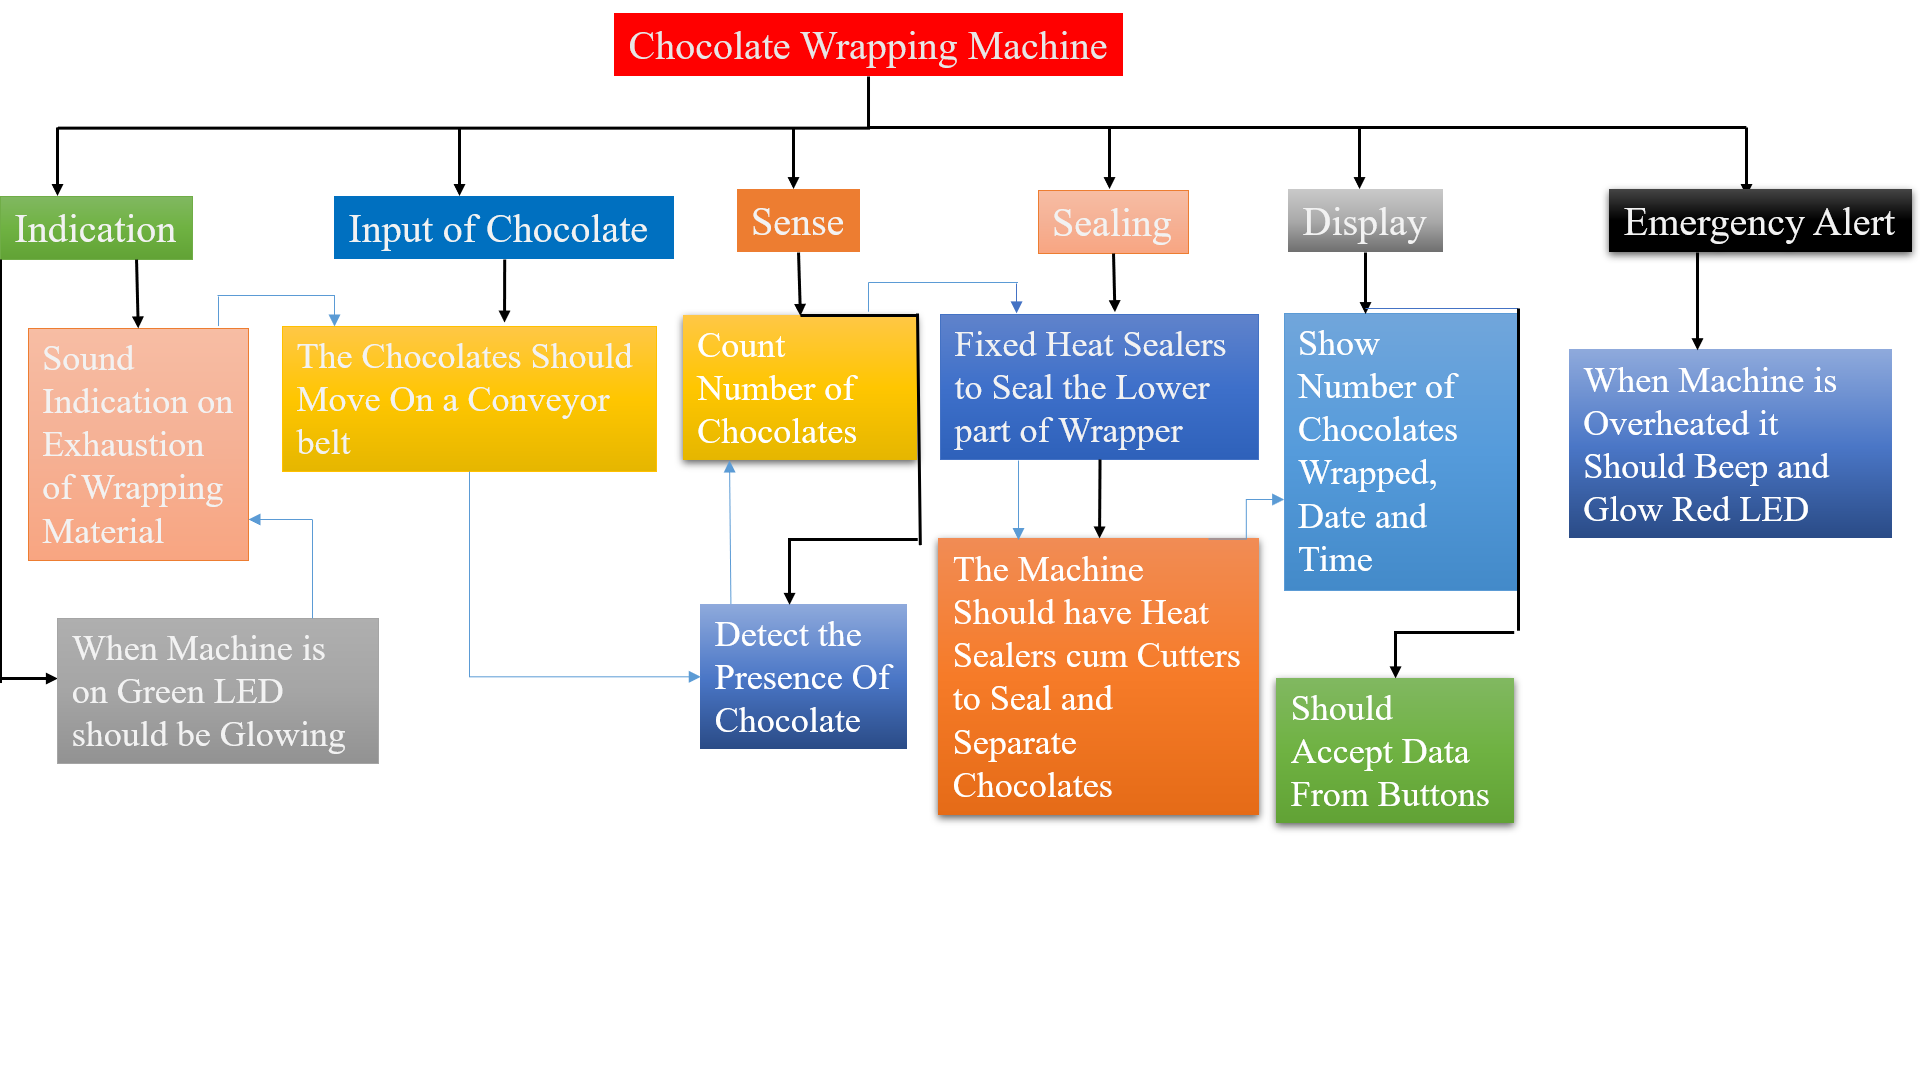 Chocolate Wrapping Machine
Indication
Input of Chocolate
Sense
Sealing
Display
Emergency Alert
Sound
Indication on
Exhaustion
of Wrapping
Material
The Chocolates Should
Move On a Conveyor
belt
Count
Number of
Chocolates
Fixed Heat Sealers
to Seal the Lower
part of Wrapper
Show
Number of
Chocolates
Wrapped,
Date and
Time
When Machine is
Overheated it
Should Beep and
Glow Red LED
When Machine is
on Green LED
should be Glowing
Detect the
Presence Of
Chocolate
The Machine
Should have Heat
Sealers cum Cutters
to Seal and
Separate
Chocolates
Should
Accept Data
From Buttons